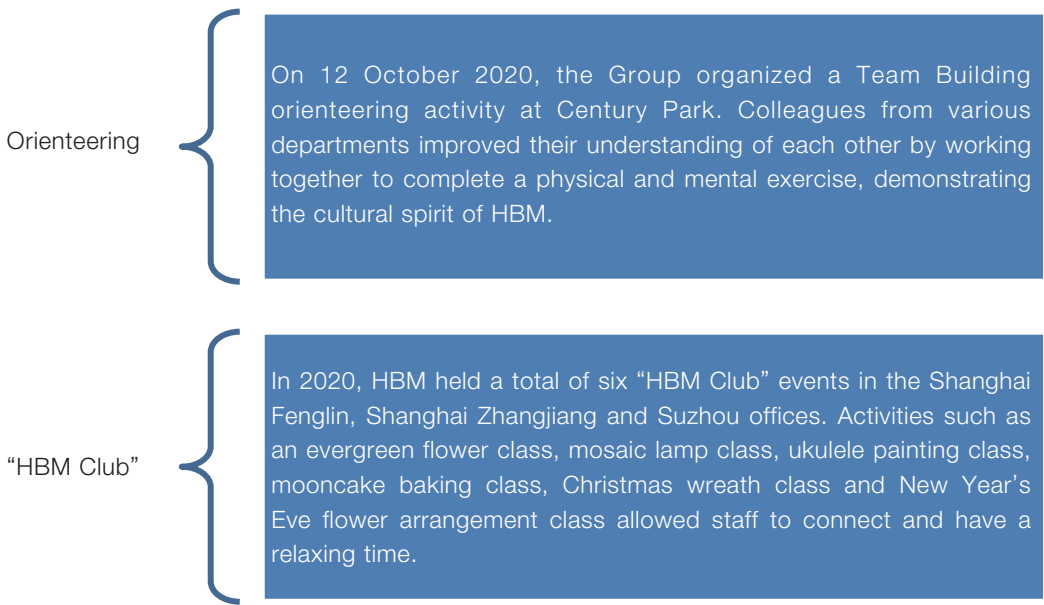 Orienteering
On 12 October 2020, the Group organized a Team Building
orienteering activity at Century Park. Colleagues from various
departments improved their understanding of each other by working
together to complete a physical and mental exercise, demonstrating
the cultural spirit of HBM.
“HBM Club”
In 2020, HBM held a total of six “HBM Club” events in the Shanghai
Fenglin, Shanghai Zhangjiang and Suzhou offices. Activities such as
an evergreen flower class, mosaic lamp class, ukulele painting class,
mooncake baking class, Christmas wreath class and New Year’s
Eve flower arrangement class allowed staff to connect and have a
relaxing time.